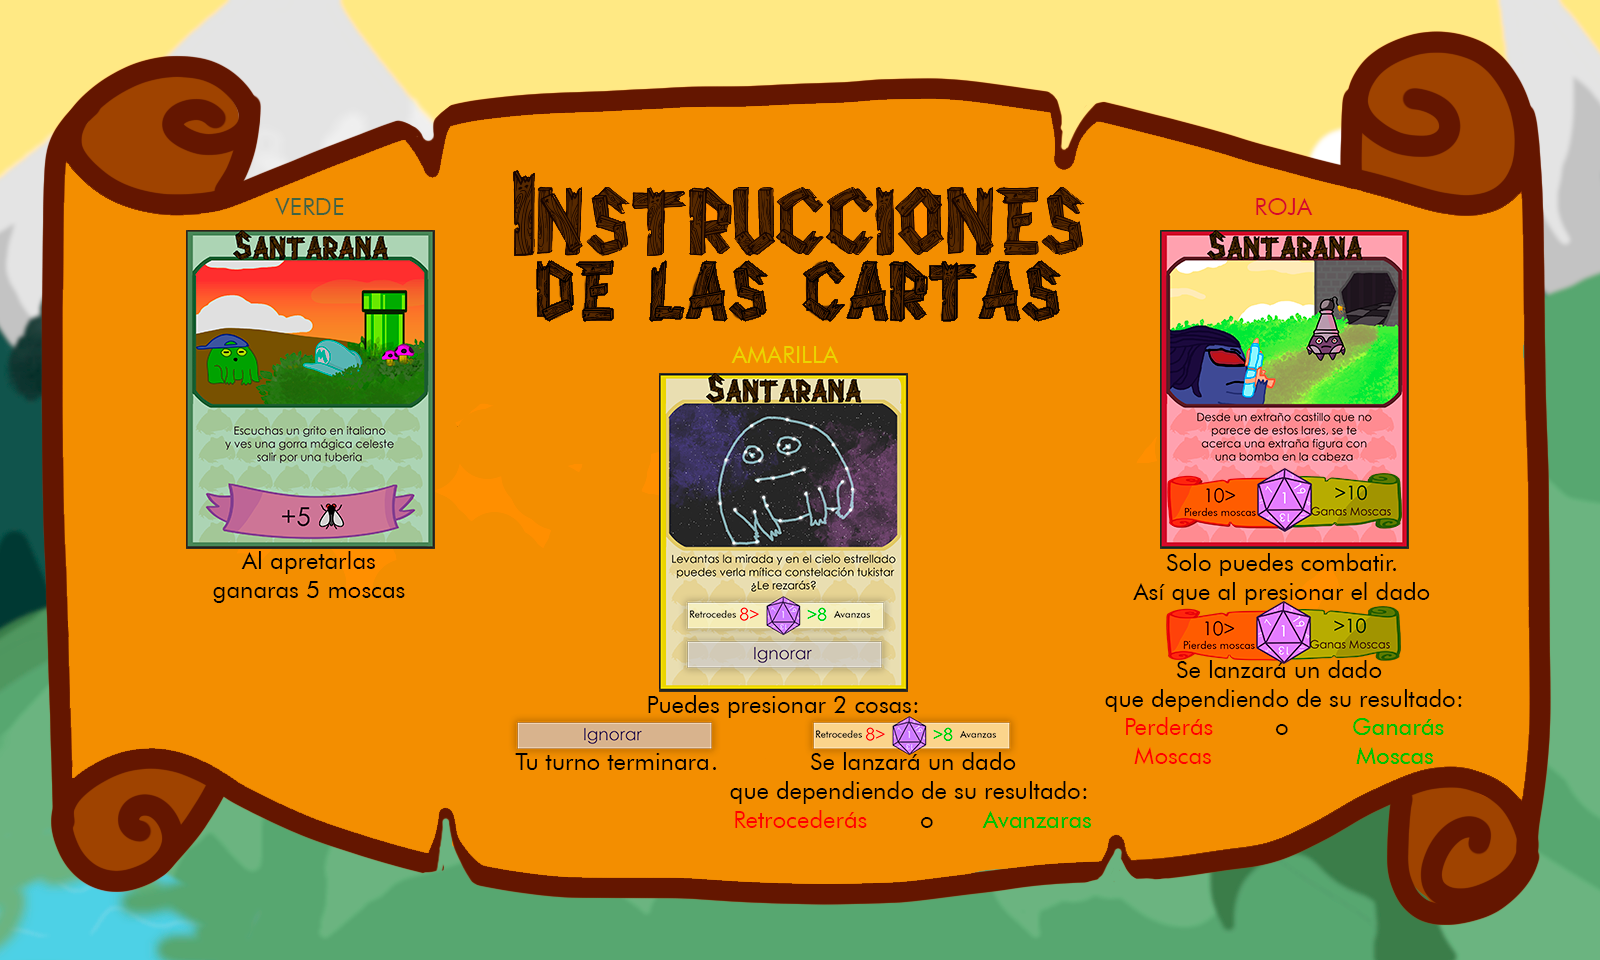 INSTRUCCIONES
DE LAS CARTAS
VERDE
SANTARANA
Escuchas un grito en italiano
y ves una gorra mágica celeste
salir por una tuberia
+5
Al apretarlas
ganaras 5 moscas
AMARILLA
SANTARANA
Levantas la mirada y en el cielo estrellado
puedes verla mítica constelación tukistar
¿Le rezarás?
Retrocedes 8> >8 Avanzas
Ignorar
Puedes presionar 2 cosas:
Ignorar
Tu turno terminara.
Retrocedes 8> >8 Avanzas
Se lanzará un dado
que dependiendo de su resultado:
Retrocederás o Avanzaras
ROJA
SANTARANA
Desde un extraño castillo que no
parece de estos lares, se te
acerca una extraña figura con
una bomba en la cabeza
10> 1 >10
Pierdes moscas 13 Ganas Moscas
Solo puedes combatir.
Así que al presionar el dado
10> 1 >10
Pierdes moscas 13 Ganas Moscas
Se lanzará un dado
que dependiendo de su resultado:
Perderás o Ganarás
Moscas Moscas